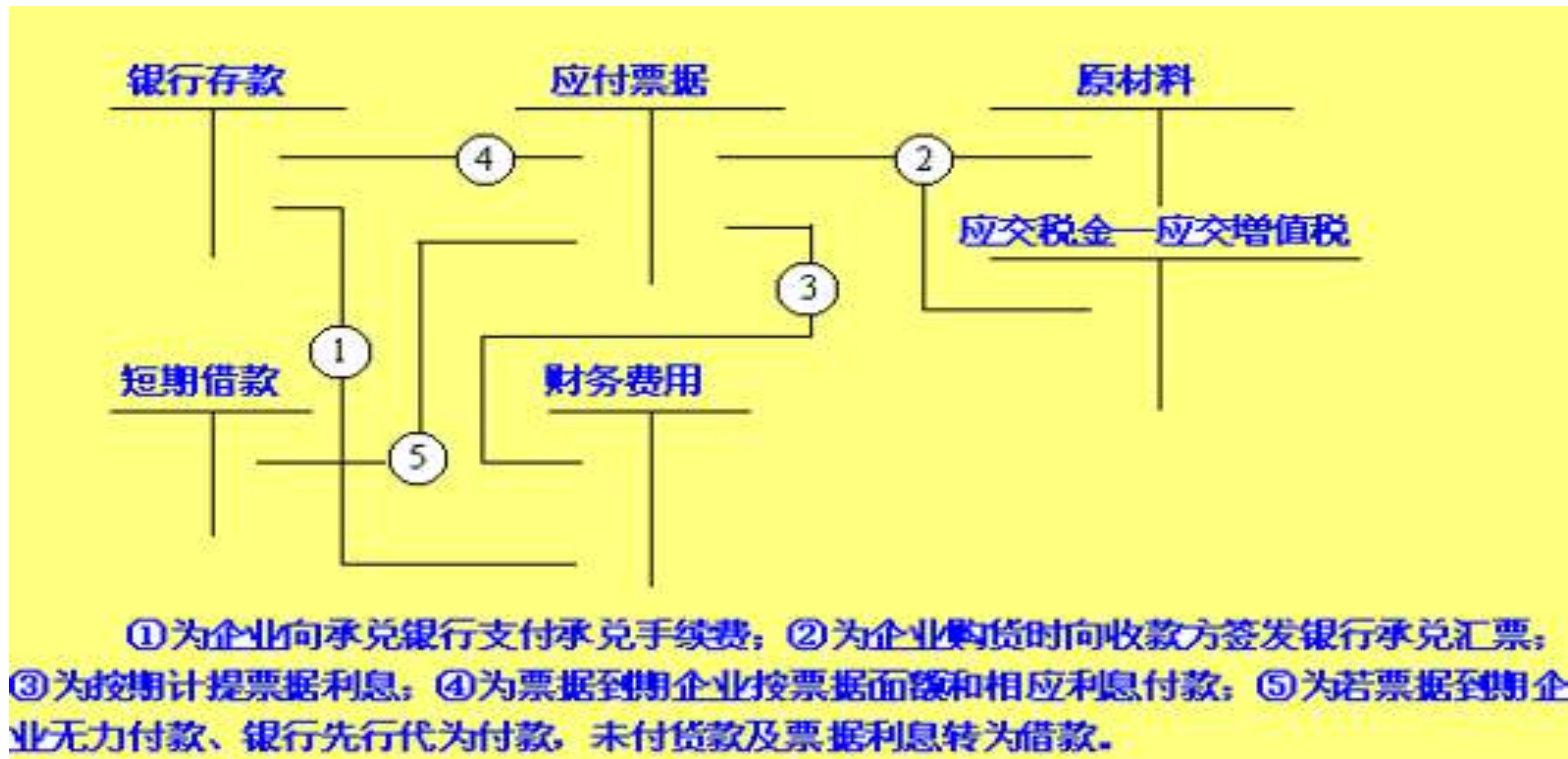 银行存款
应付票据
原材料
④
②
应交税金—应交增值税
③
①
短期借款
财务费用
⑤
①为企业向承兑银行支付承兑手续费；②为企业购货时向收款方签发银行承兑汇票；
③为按期计提票据利息；④为票据到期企业按票据面额和相应利息付款；⑤为若票据到期企
业无力付款、银行先行代为付款，未付货款及票据利息转为借款。